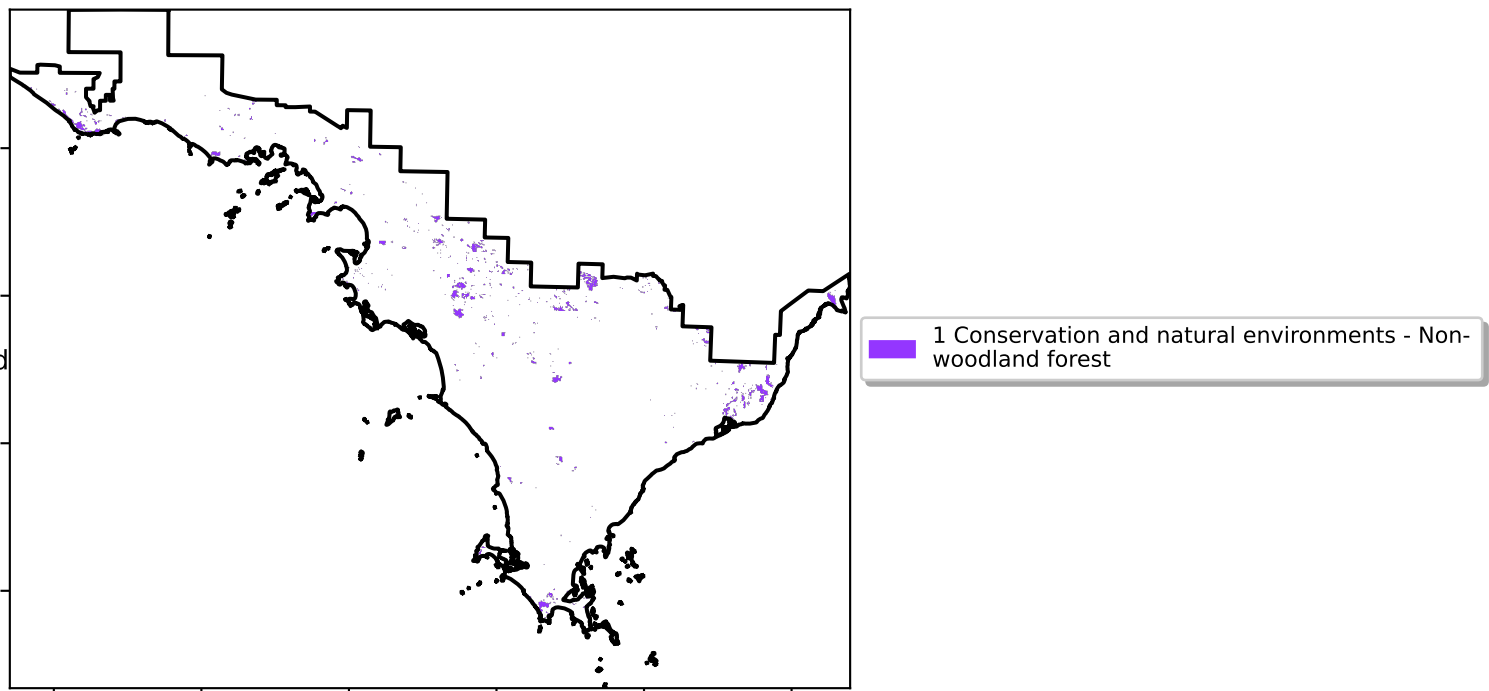 d
1 Conservation and natural environments - Non-
woodland forest